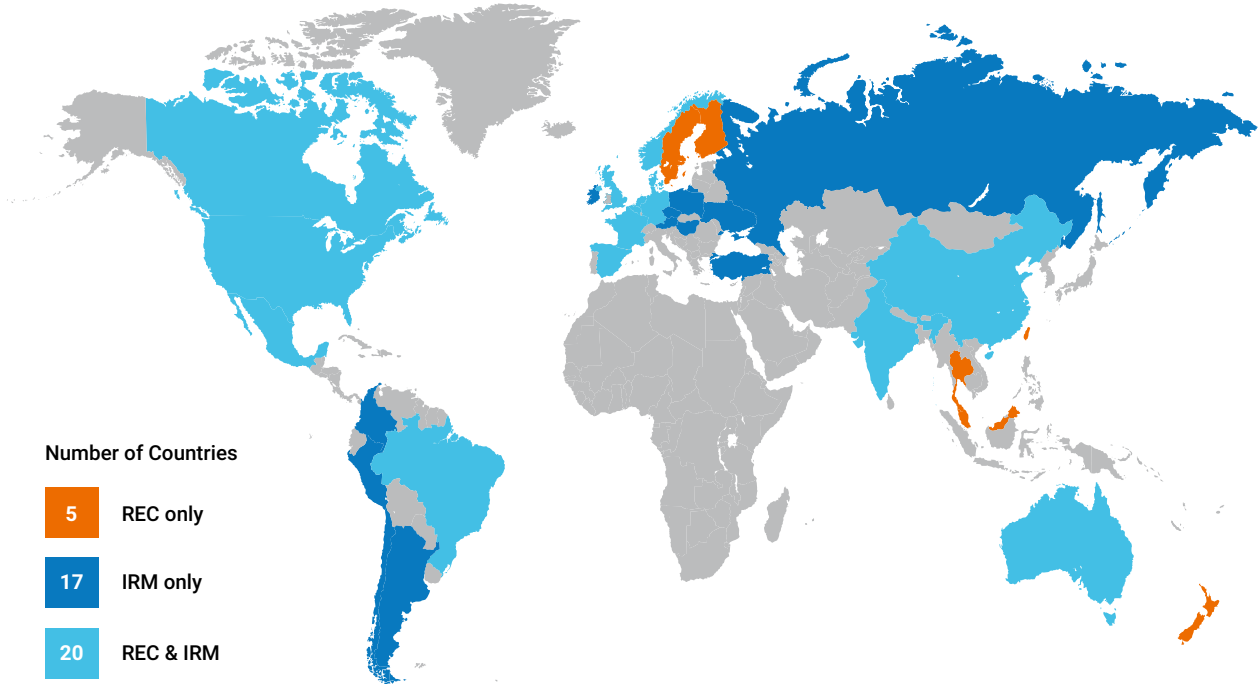 Number of Countries
5 REC only
17 IRM only
20 REC & IRM